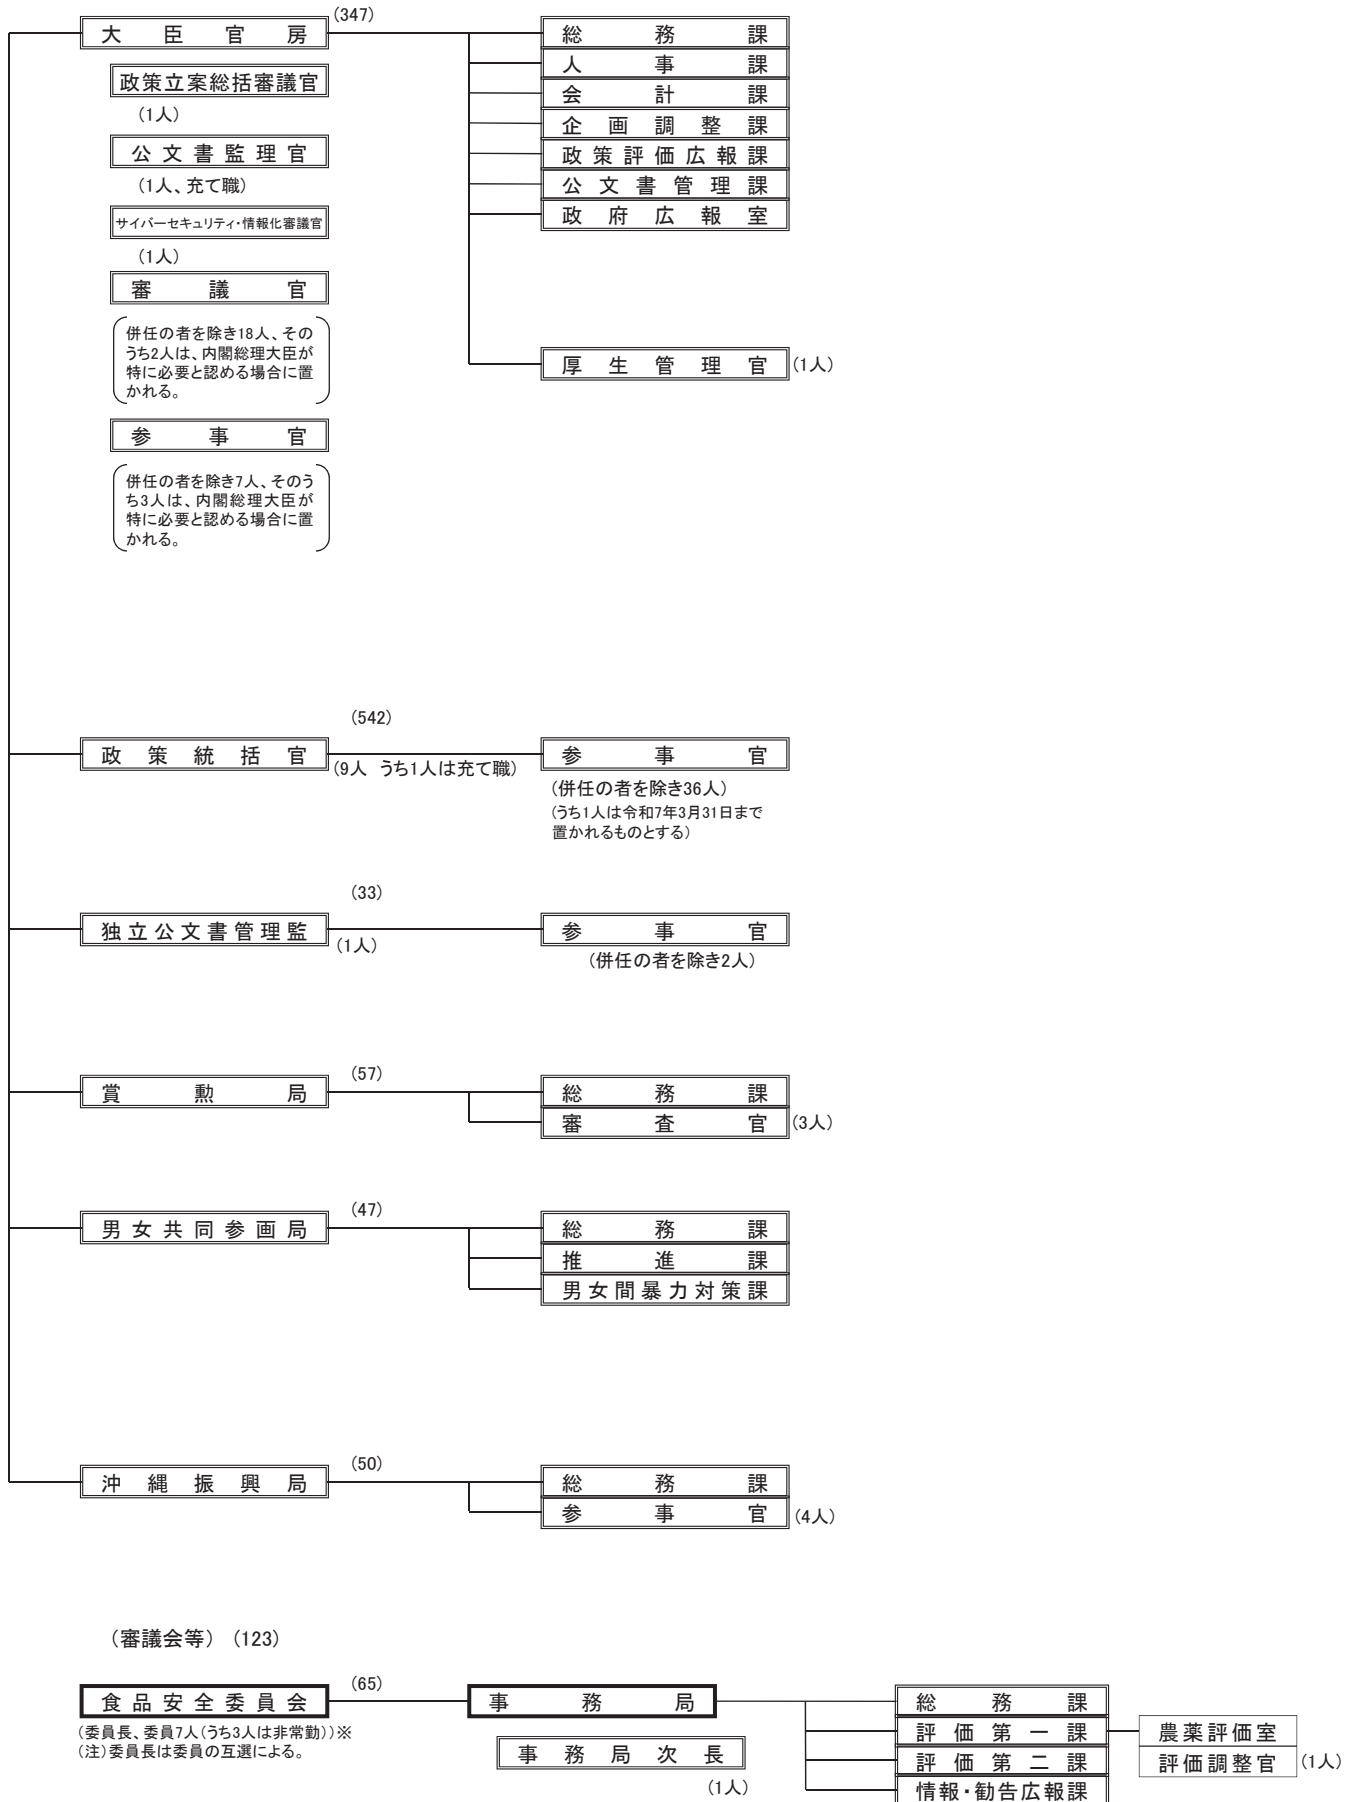 大臣官房
(347)
総務課
人事課
会計課
企画調整課
政策評価広報課
公文書管理課
政府広報室
厚生管理官
(1人)
政策立案総括審議官
(1人)
公文書監理官
(1人、充て職)
サイバーセキュリティ・情報化審議官
(1人)
審議官
併任の者を除き18人、その
うち2人は、内閣総理大臣が
特に必要と認める場合に置
かれる。
参事官
併任の者を除き7人、そのう
ち3人は、内閣総理大臣が
特に必要と認める場合に置
かれる。
(542)
政策統括官
(9人 うち1人は充て職)
参事官
(併任の者を除き36人)
(うち1人は令和7年3月31日まで
置かれるものとする)
(33)
独立公文書管理監
(1人)
参事官
(併任の者を除き2人)
(57)
賞勲局
総務課
審査官
(3人)
(47)
男女共同参画局
総務課
推進課
男女間暴力対策課
(50)
沖縄振興局
総務課
参事官
(4人)
(審議会等) (123)
食品安全委員会
(65)
(委員長、委員7人(うち3人は非常勤))※
(注)委員長は委員の互選による。
事務局
事務局次長
(1人)
総務課
評価第一課
評価第二課
情報・勧告広報課
農薬評価室
評価調整官
(1人)